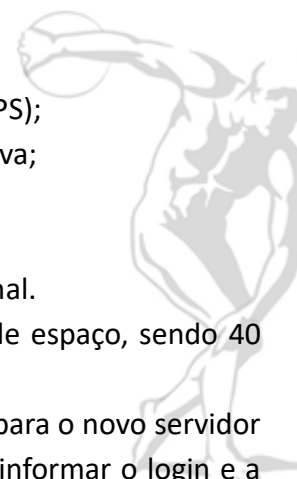 PS);
va;
nal.
de espaço, sendo 40
para o novo servidor
informar o login e a